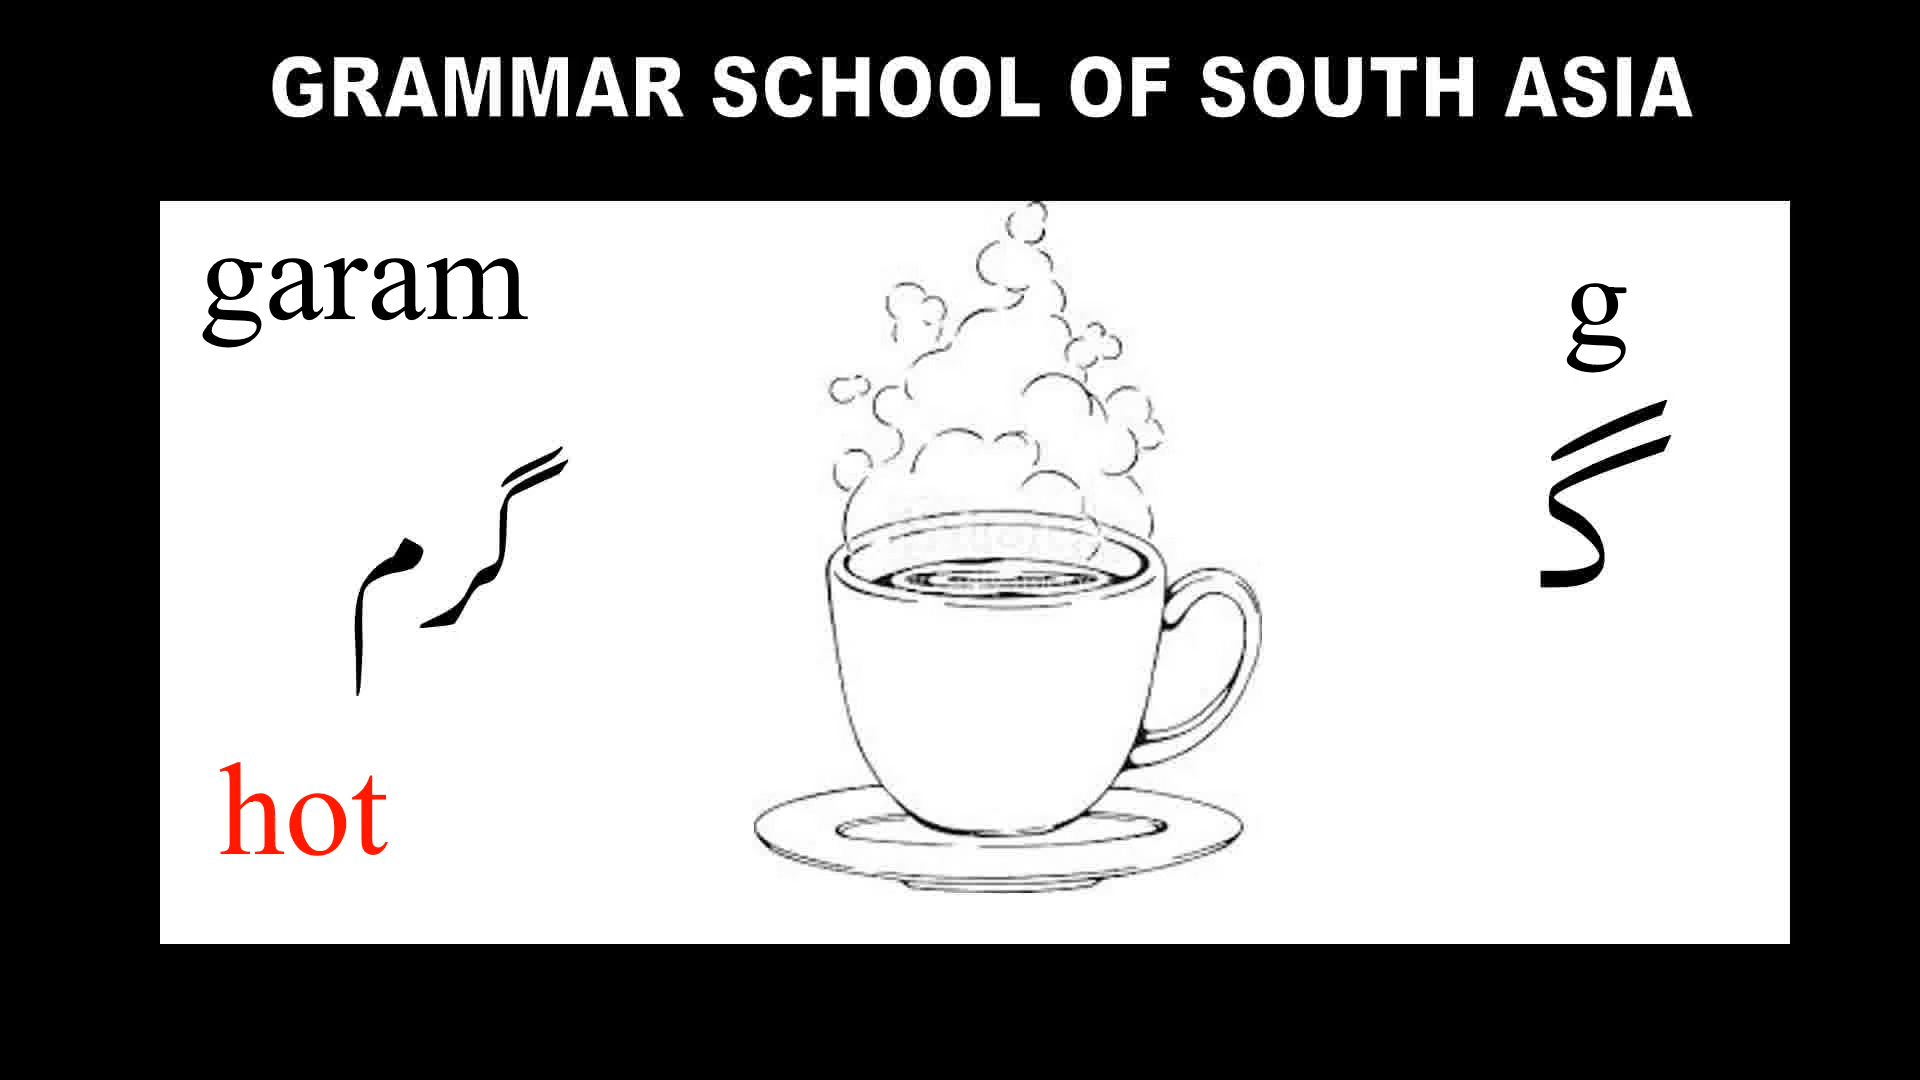 GRAMMAR SCHOOL OF SOUTH ASIA
garam
g
گ
گرم
hot